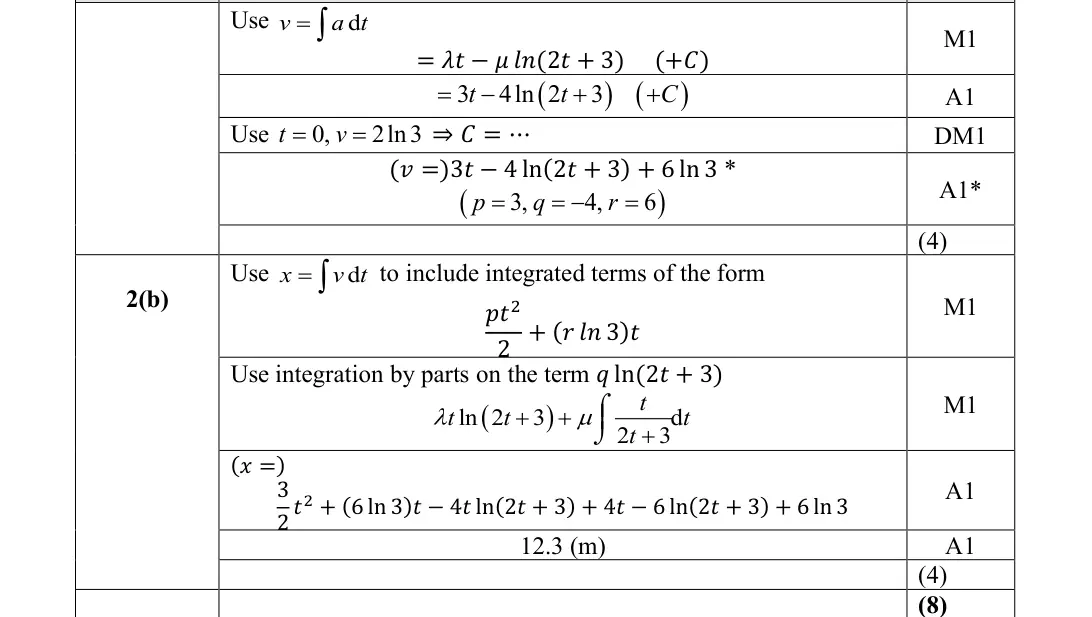 Use v = ∫ a dt
M1
= λt − μ ln(2t + 3) (+C)
= 3t − 4 ln(2t + 3) (+C)
A1
Use t = 0, v = 2 ln 3 ⇒ C = ⋯
DM1
(v =)3t − 4 ln(2t + 3) + 6 ln 3 *
(p = 3, q = −4, r = 6)
A1*
(4)
2(b)
Use x = ∫ v dt to include integrated terms of the form
pt²/2 + (r ln 3)t
M1
Use integration by parts on the term q ln(2t + 3)
λt ln(2t + 3) + μ ∫ t/(2t + 3) dt
M1
(x =)
3/2 t² + (6 ln 3)t − 4t ln(2t + 3) + 4t − 6 ln(2t + 3) + 6 ln 3
A1
12.3 (m)
A1
(4)
(8)